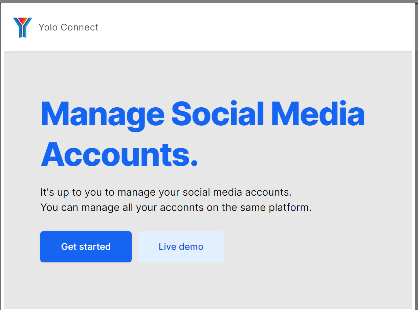 Yolo Connect
Manage Social Media
Accounts.
It's up to you to manage your social media accounts.
You can manage all your acconnts on the same platform.
Get started
Live demo